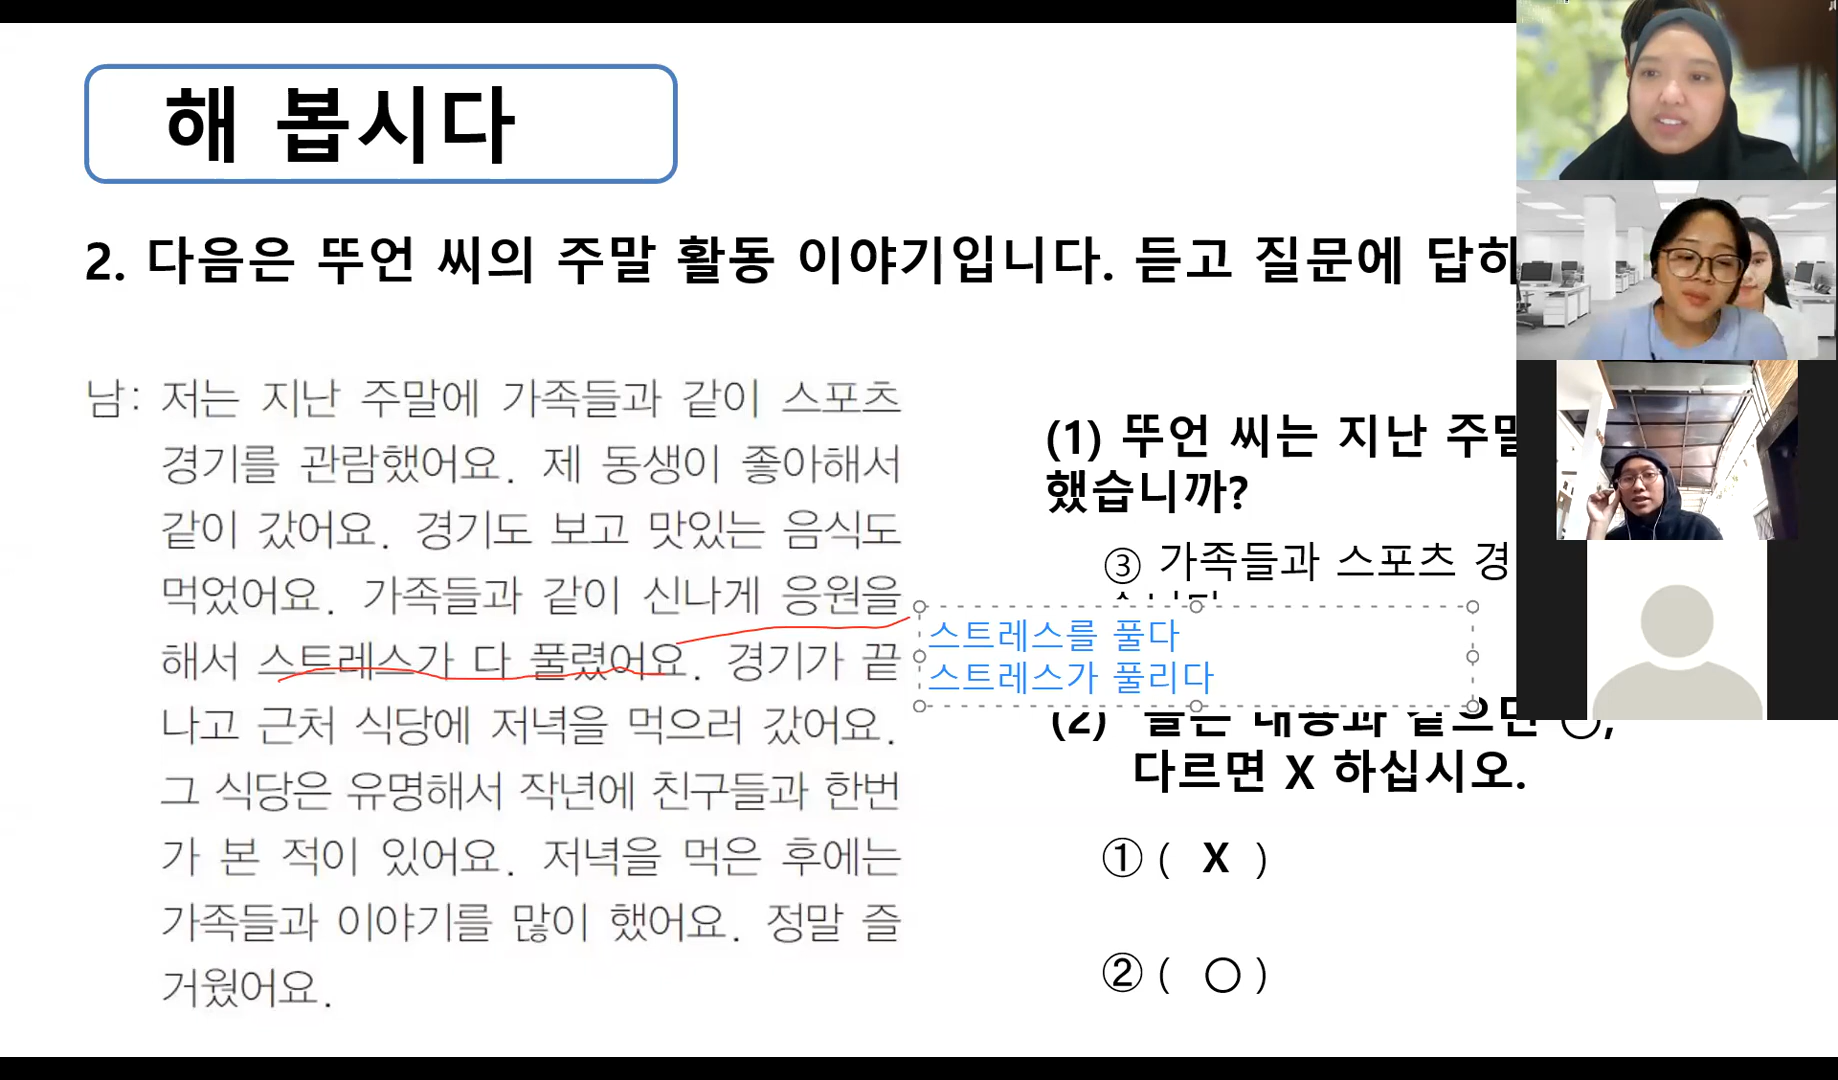 해 봅시다
2. 다음은 뚜언 씨의 주말 활동 이야기입니다. 듣고 질문에
남: 저는 지난 주말에 가족들과 같이 스포츠
경기를 관람했어요. 제 동생이 좋아해서
같이 갔어요. 경기도 보고 맛있는 음식도
먹었어요. 가족들과 같이 신나게 응원을
해서 스트레스가 다 풀렸어요. 경기가 끝
나고 근처 식당에 저녁을 먹으러 갔어요.
그 식당은 유명해서 작년에 친구들과 한번
가 본 적이 있어요. 저녁을 먹은 후에는
가족들과 이야기를 많이 했어요. 정말 즐
거웠어요.
(1) 뚜언 씨는 지난
했습니까?
③ 가족들과 스포츠 경
스트레스를 풀다
스트레스가 풀리다
(2)
다르면 X 하십시오.
① ( X )
② ( ○ )